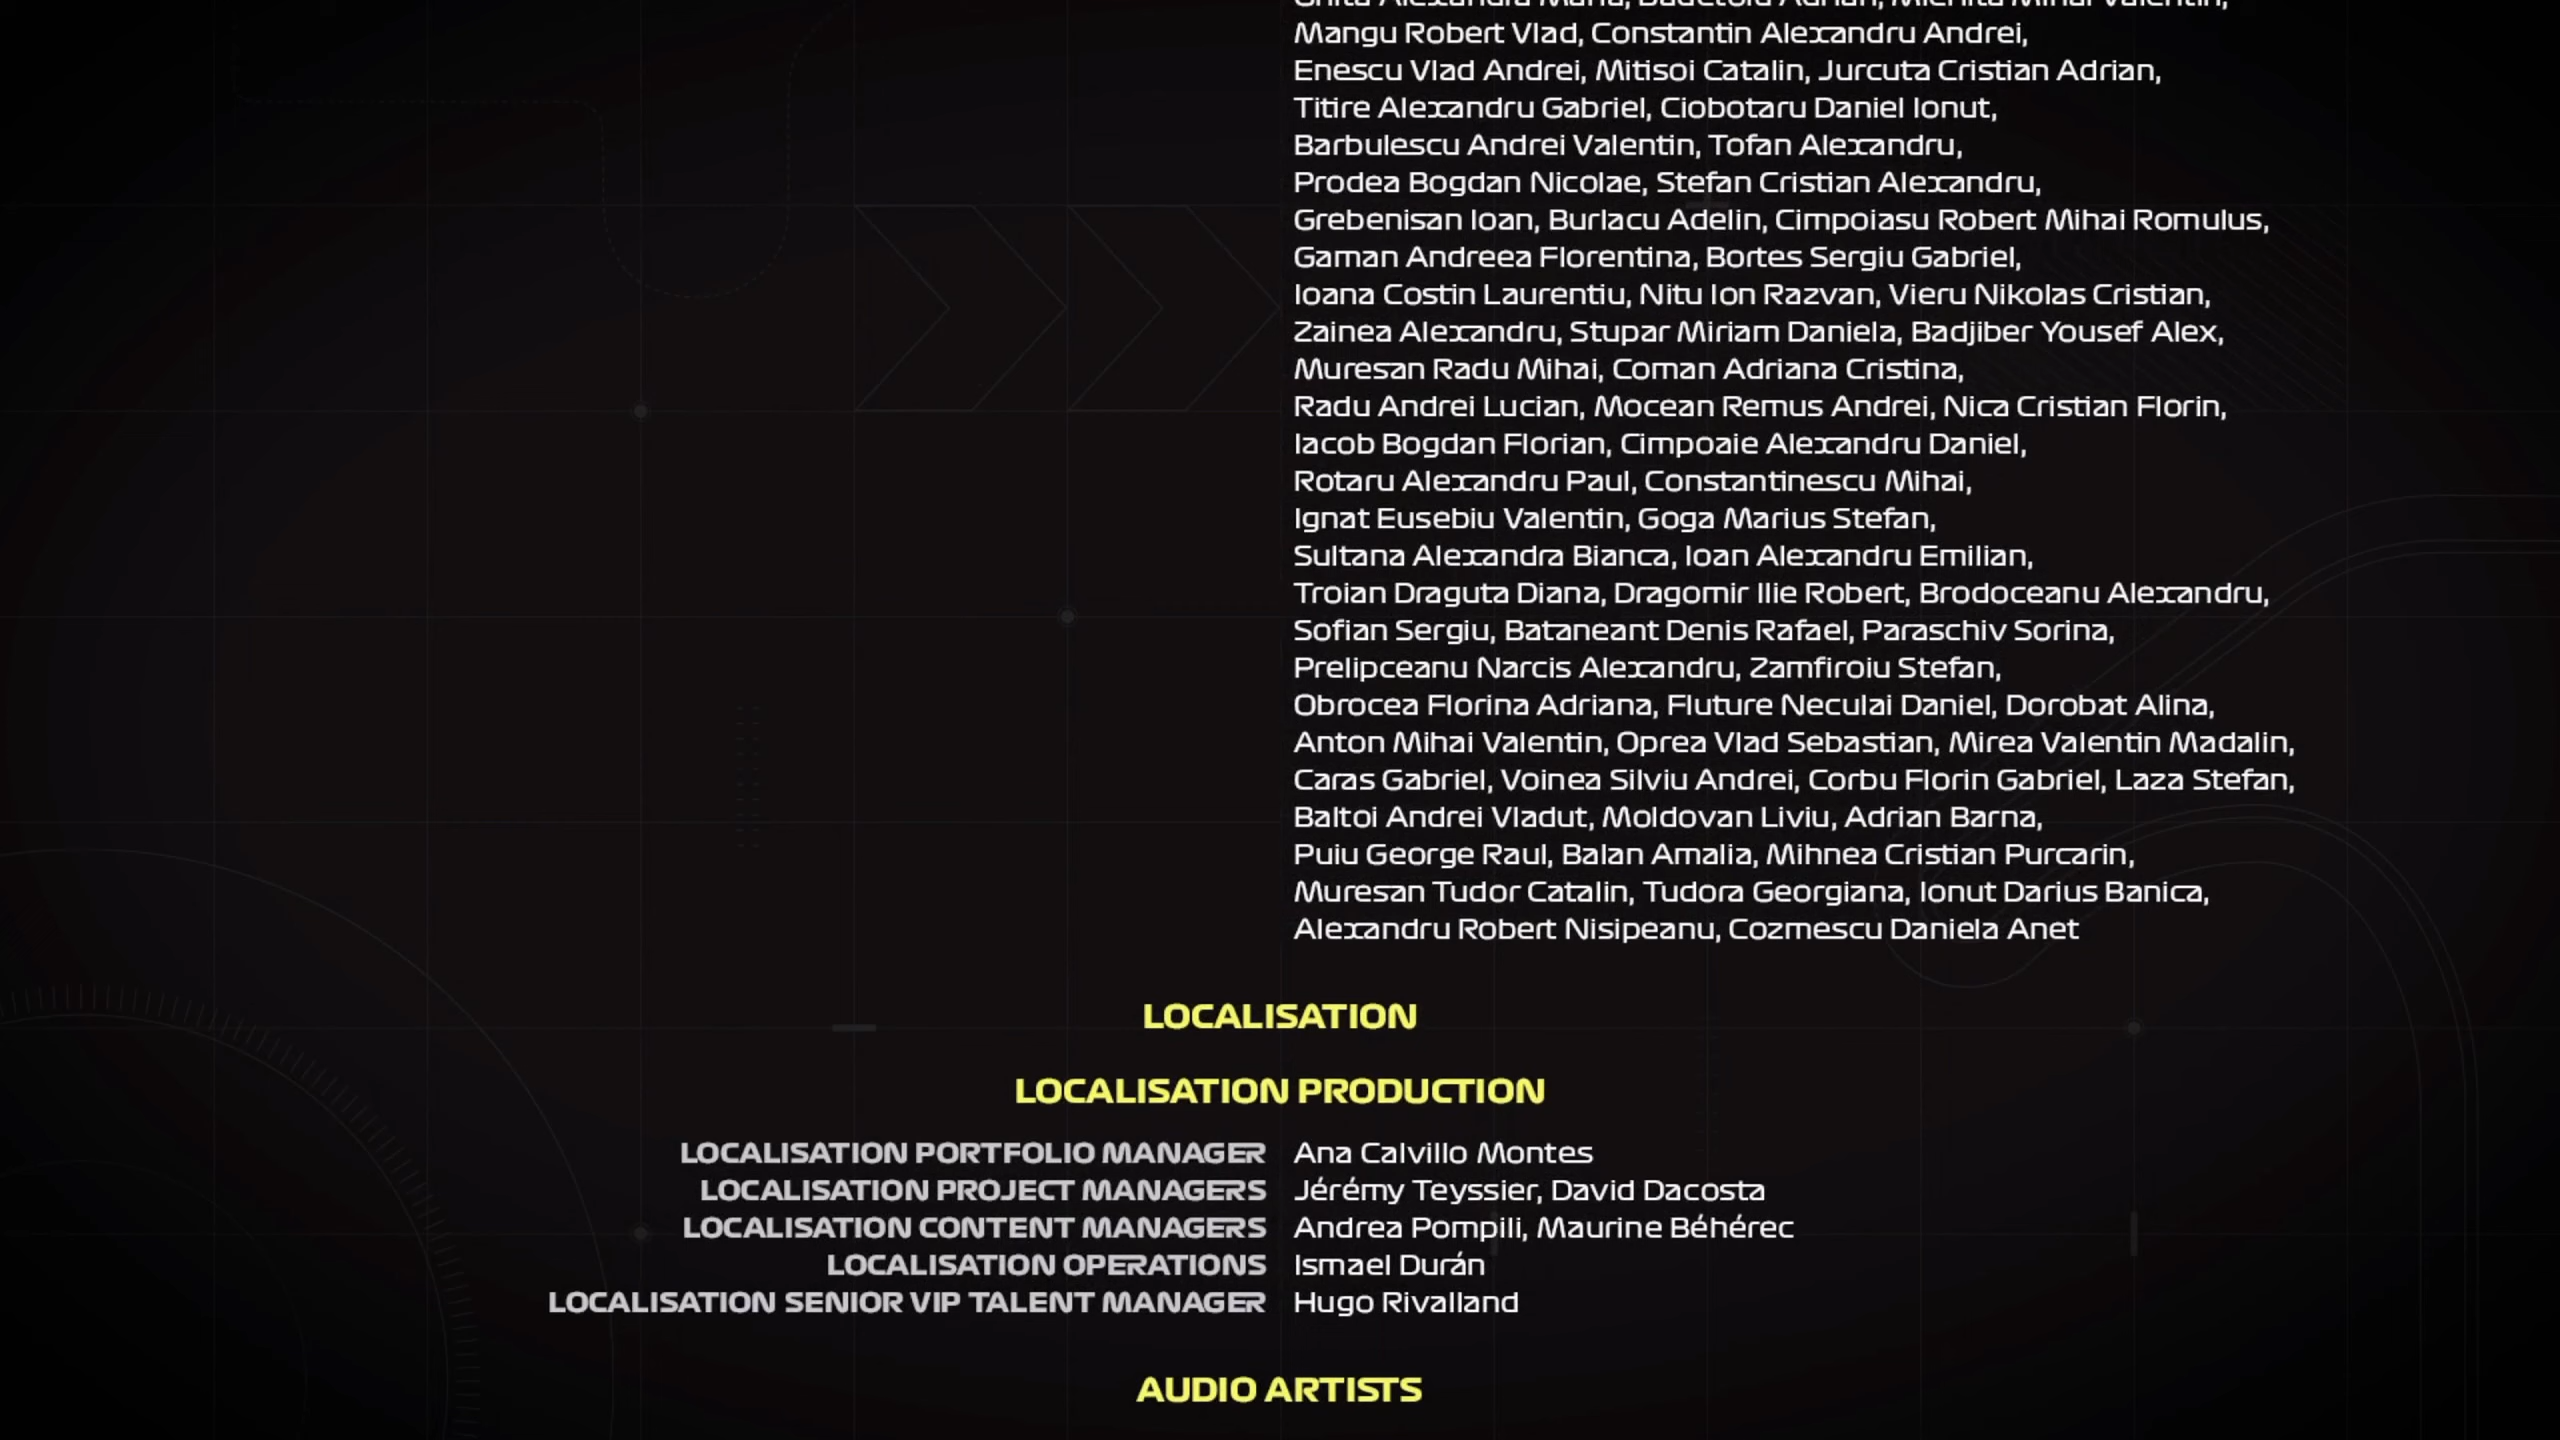 Mangu Robert Vlad, Constantin Alexandru Andrei,
Enescu Vlad Andrei, Mitisoi Catalin, Jurcuta Cristian Adrian,
Titire Alexandru Gabriel, Ciobotaru Daniel Ionut,
Barbulescu Andrei Valentin, Tofan Alexandru,
Prodea Bogdan Nicolae, Stefan Cristian Alexandru,
Grebenisan Ioan, Burlacu Adelin, Cimpoiasu Robert Mihai Romulus,
Gaman Andreea Florentina, Bortes Sergiu Gabriel,
Ioana Costin Laurentiu, Nitu Ion Razvan, Vieru Nikolas Cristian,
Zainea Alexandru, Stupar Miriam Daniela, Badjiber Yousef Alex,
Muresan Radu Mihai, Coman Adriana Cristina,
Radu Andrei Lucian, Mocean Remus Andrei, Nica Cristian Florin,
Iacob Bogdan Florian, Cimpoaie Alexandru Daniel,
Rotaru Alexandru Paul, Constantinescu Mihai,
Ignat Eusebiu Valentin, Goga Marius Stefan,
Sultana Alexandra Bianca, Ioan Alexandru Emilian,
Troian Draguta Diana, Dragomir Ilie Robert, Brodoceanu Alexandru,
Sofian Sergiu, Bataneant Denis Rafael, Paraschiv Sorina,
Prelipceanu Narcis Alexandru, Zamfiroiu Stefan,
Obrocea Florina Adriana, Fluture Neculai Daniel, Dorobat Alina,
Anton Mihai Valentin, Oprea Vlad Sebastian, Mirea Valentin Madalin,
Caras Gabriel, Voinea Silviu Andrei, Corbu Florin Gabriel, Laza Stefan,
Baltoi Andrei Vladut, Moldovan Liviu, Adrian Barna,
Puiu George Raul, Balan Amalia, Mihnea Cristian Purcarin,
Muresan Tudor Catalin, Tudora Georgiana, Ionut Darius Banica,
Alexandru Robert Nisipeanu, Cozmescu Daniela Anet
LOCALISATION
LOCALISATION PRODUCTION
LOCALISATION PORTFOLIO MANAGER Ana Calvillo Montes
LOCALISATION PROJECT MANAGERS Jérémy Teyssier, David Dacosta
LOCALISATION CONTENT MANAGERS Andrea Pompili, Maurine Béhérec
LOCALISATION OPERATIONS Ismael Durán
LOCALISATION SENIOR VIP TALENT MANAGER Hugo Rivalland
AUDIO ARTISTS